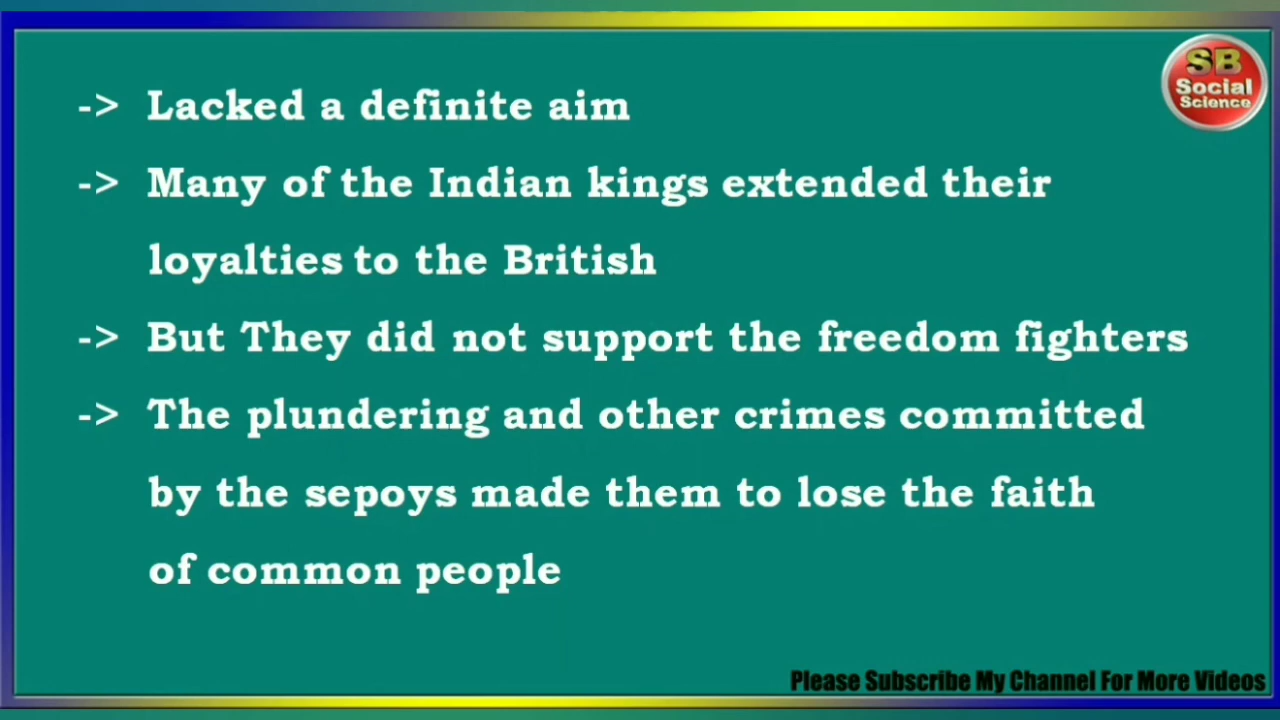 SB
Social
Science
-> Lacked a definite aim
-> Many of the Indian kings extended their
loyalties to the British
-> But They did not support the freedom fighters
-> The plundering and other crimes committed
by the sepoys made them to lose the faith
of common people
Please Subscribe My Channel For More Videos